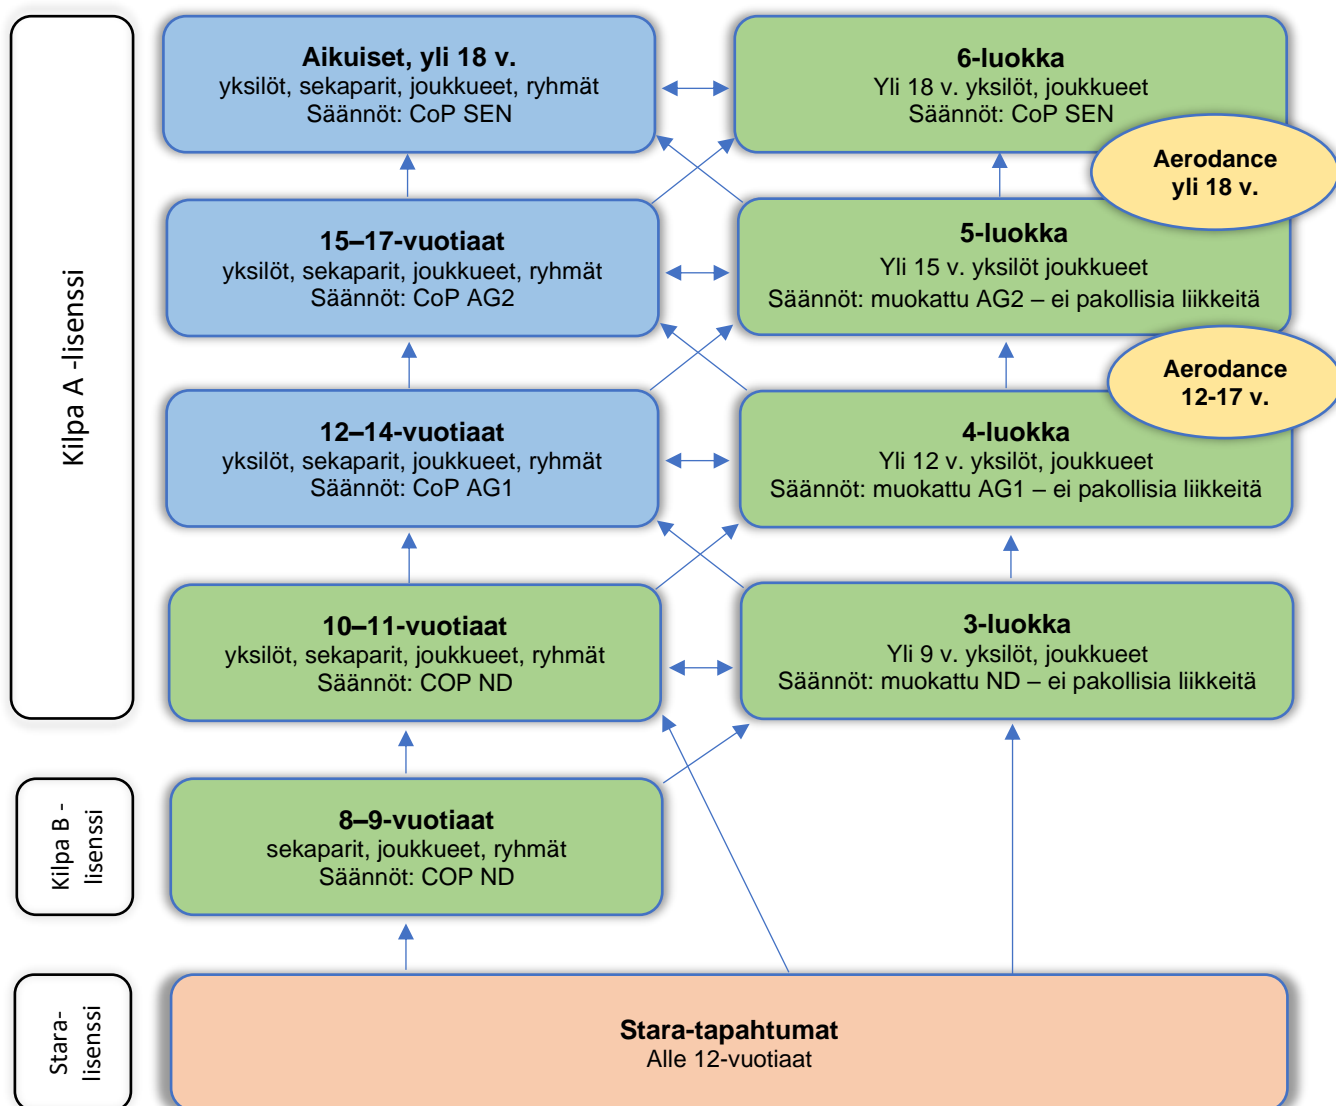 Kilpa A -lisenssi
Aikuiset, yli 18 v.
yksilöt, sekaparit, joukkueet, ryhmät
Säännöt: CoP SEN
6-luokka
Yli 18 v. yksilöt, joukkueet
Säännöt: CoP SEN
Aerodance
yli 18 v.
15–17-vuotiaat
yksilöt, sekaparit, joukkueet, ryhmät
Säännöt: CoP AG2
5-luokka
Yli 15 v. yksilöt joukkueet
Säännöt: muokattu AG2 – ei pakollisia liikkeitä
Aerodance
12-17 v.
12–14-vuotiaat
yksilöt, sekaparit, joukkueet, ryhmät
Säännöt: CoP AG1
4-luokka
Yli 12 v. yksilöt, joukkueet
Säännöt: muokattu AG1 – ei pakollisia liikkeitä
10–11-vuotiaat
yksilöt, sekaparit, joukkueet, ryhmät
Säännöt: COP ND
3-luokka
Yli 9 v. yksilöt, joukkueet
Säännöt: muokattu ND – ei pakollisia liikkeitä
Kilpa B -
lisenssi
8–9-vuotiaat
sekaparit, joukkueet, ryhmät
Säännöt: COP ND
Stara-
lisenssi
Stara-tapahtumat
Alle 12-vuotiaat